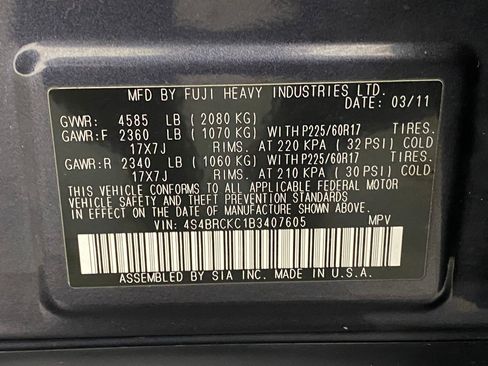 MFD BY FUJI HEAVY INDUSTRIES LTD.
DATE: 03/11
GVWR: 4585 LB (2080 KG)
GAWR:F 2360 LB (1070 KG) WITH P225/60R17 TIRES.
17X7J RIMS. AT 220 KPA (32 PSI) COLD
GAWR:R 2340 LB (1060 KG) WITH P225/60R17 TIRES.
17X7J RIMS. AT 210 KPA (30 PSI) COLD
THIS VEHICLE CONFORMS TO ALL APPLICABLE FEDERAL MOTOR
VEHICLE SAFETY AND THEFT PREVENTION STANDARDS
IN EFFECT ON THE DATE OF MANUFACTURE SHOWN ABOVE.
VIN: 4S4BRCKC1B3407605 MPV
ASSEMBLED BY SIA INC. MADE IN U.S.A.